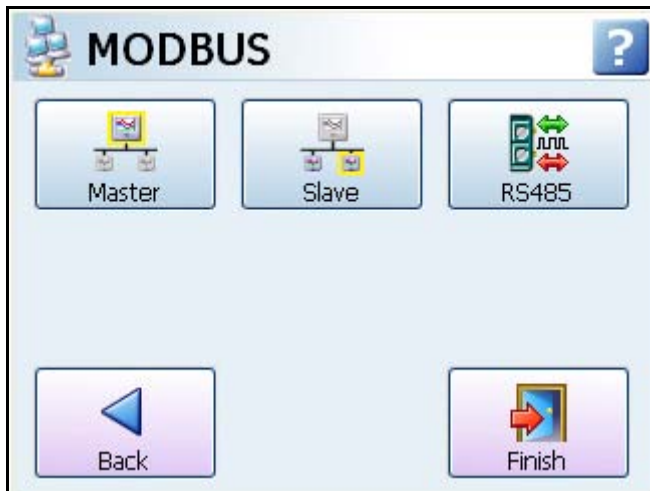 MODBUS
?
Master
Slave
RS485
Back
Finish